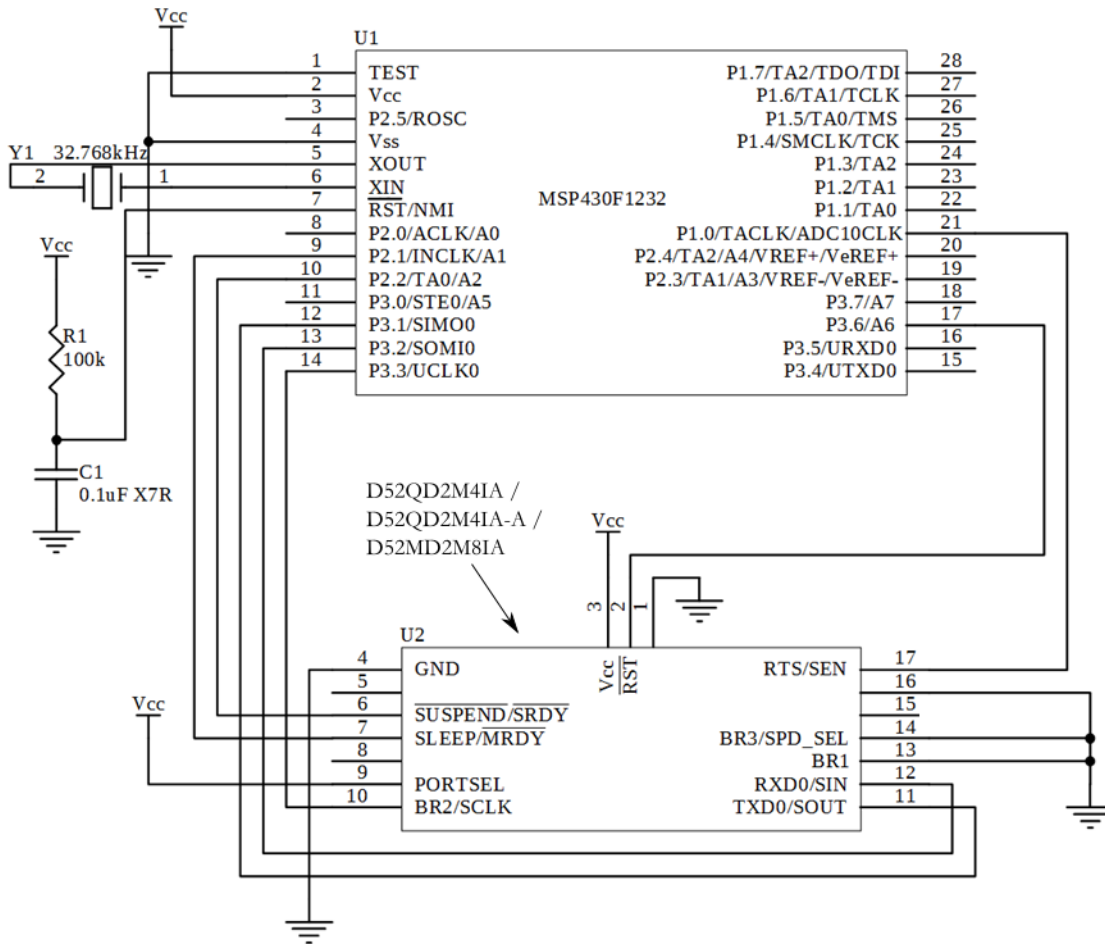 Vcc
U1
1
TEST
2
Vcc
3
P2.5/ROSC
4
Vss
5
XOUT
6
XIN
7
RST/NMI
8
P2.0/ACLK/A0
9
P2.1/INCLK/A1
10
P2.2/TA0/A2
11
P3.0/STE0/A5
12
P3.1/SIMO0
13
P3.2/SOMI0
14
P3.3/UCLK0
MSP430F1232
P1.7/TA2/TDO/TDI
28
P1.6/TA1/TCLK
27
P1.5/TA0/TMS
26
P1.4/SMCLK/TCK
25
P1.3/TA2
24
P1.2/TA1
23
P1.1/TA0
22
P1.0/TACLK/ADC10CLK
21
P2.4/TA2/A4/VREF+/VeREF+
20
P2.3/TA1/A3/VREF-/VeREF-
19
P3.7/A7
18
P3.6/A6
17
P3.5/URXD0
16
P3.4/UTXD0
15
Y1
32.768kHz
2
1
Vcc
R1
100k
C1
0.1uF X7R
D52QD2M4IA /
D52QD2M4IA-A /
D52MD2M8IA
Vcc
3
2
1
U2
Vcc
RST
4
GND
5
6
SUSPEND/SRDY
7
SLEEP/MRDY
8
9
PORTSEL
10
BR2/SCLK
Vcc
RTS/SEN
17
16
15
BR3/SPD_SEL
14
BR1
13
RXD0/SIN
12
TXD0/SOUT
11